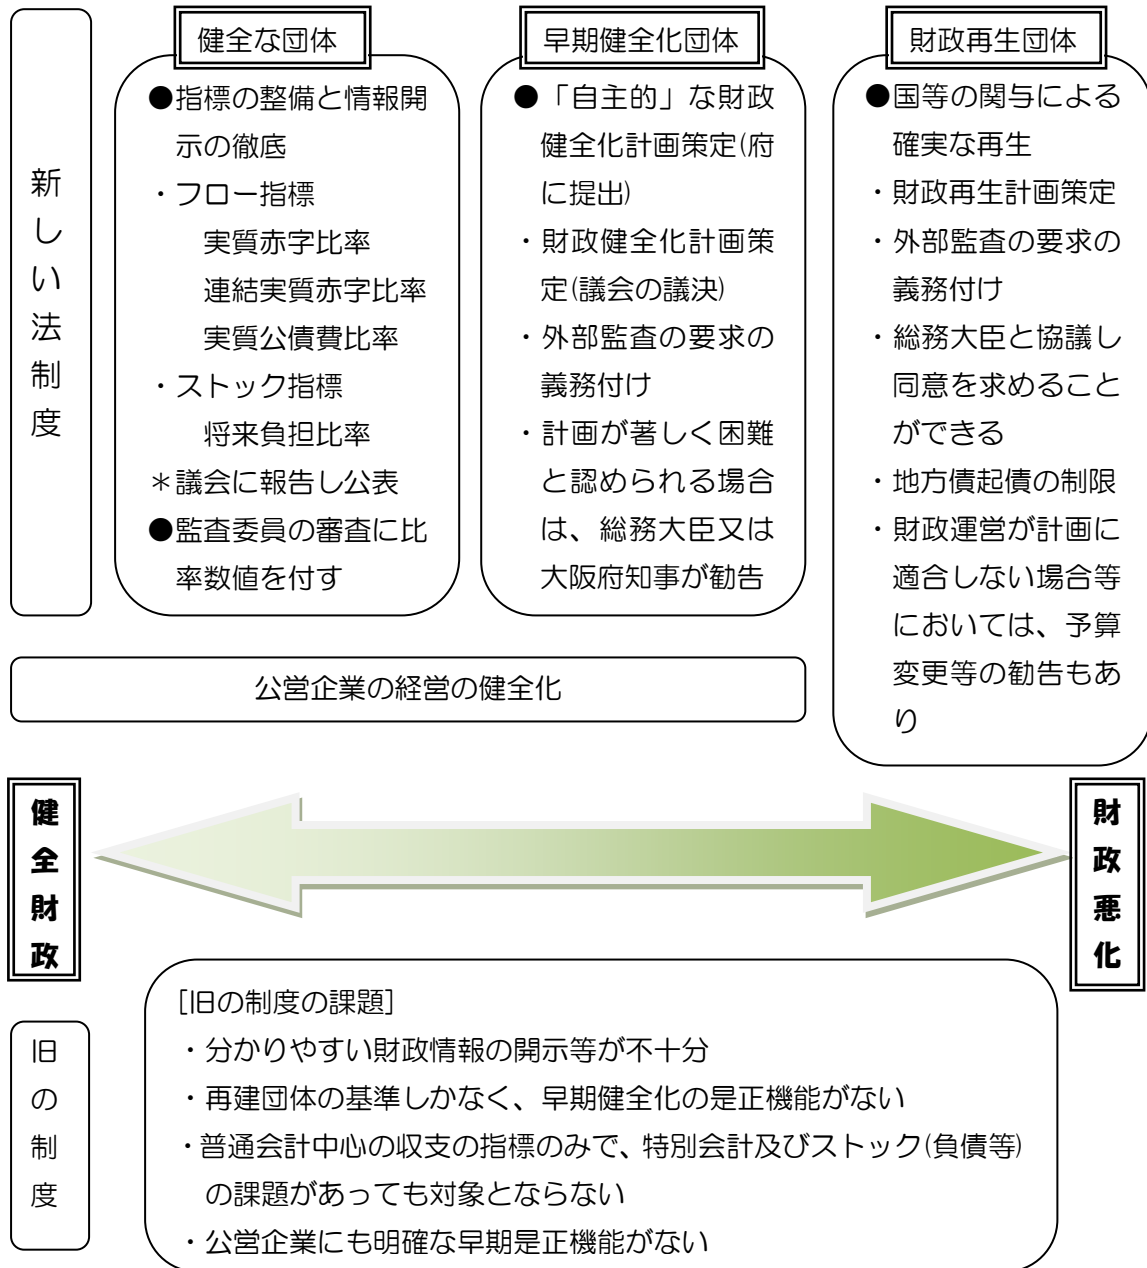 新しい法制度
健全な団体
●指標の整備と情報開
示の徹底
・フロー指標
実質赤字比率
連結実質赤字比率
実質公債費比率
・ストック指標
将来負担比率
＊議会に報告し公表
●監査委員の審査に比
率数値を付す
早期健全化団体
●「自主的」な財政
健全化計画策定(府
に提出)
・財政健全化計画策
定(議会の議決)
・外部監査の要求の
義務付け
・計画が著しく困難
と認められる場合
は、総務大臣又は
大阪府知事が勧告
財政再生団体
●国等の関与による
確実な再生
・財政再生計画策定
・外部監査の要求の
義務付け
・総務大臣と協議し
同意を求めること
ができる
・地方債起債の制限
・財政運営が計画に
適合しない場合等
においては、予算
変更等の勧告もあ
り
公営企業の経営の健全化
健全財政
財政悪化
旧の制度
[旧の制度の課題]
・分かりやすい財政情報の開示等が不十分
・再建団体の基準しかなく、早期健全化の是正機能がない
・普通会計中心の収支の指標のみで、特別会計及びストック(負債等)
の課題があっても対象とならない
・公営企業にも明確な早期是正機能がない